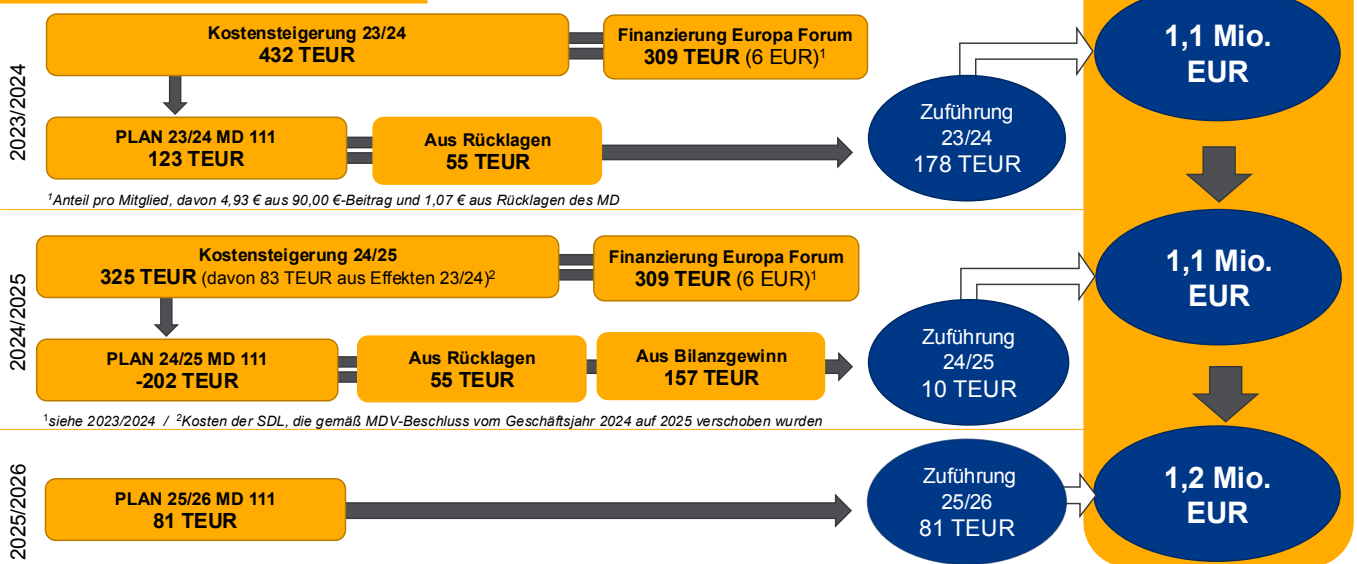 2023/2024
Kostensteigerung 23/24
432 TEUR
Finanzierung Europa Forum
309 TEUR (6 EUR)¹
PLAN 23/24 MD 111
123 TEUR
Aus Rücklagen
55 TEUR
Zuführung
23/24
178 TEUR
1,1 Mio.
EUR
¹Anteil pro Mitglied, davon 4,93 € aus 90,00 €-Beitrag und 1,07 € aus Rücklagen des MD
2024/2025
Kostensteigerung 24/25
325 TEUR (davon 83 TEUR aus Effekten 23/24)²
Finanzierung Europa Forum
309 TEUR (6 EUR)¹
PLAN 24/25 MD 111
-202 TEUR
Aus Rücklagen
55 TEUR
Aus Bilanzgewinn
157 TEUR
Zuführung
24/25
10 TEUR
1,1 Mio.
EUR
¹siehe 2023/2024 / ²Kosten der SDL, die gemäß MDV-Beschluss vom Geschäftsjahr 2024 auf 2025 verschoben wurden
2025/2026
PLAN 25/26 MD 111
81 TEUR
Zuführung
25/26
81 TEUR
1,2 Mio.
EUR